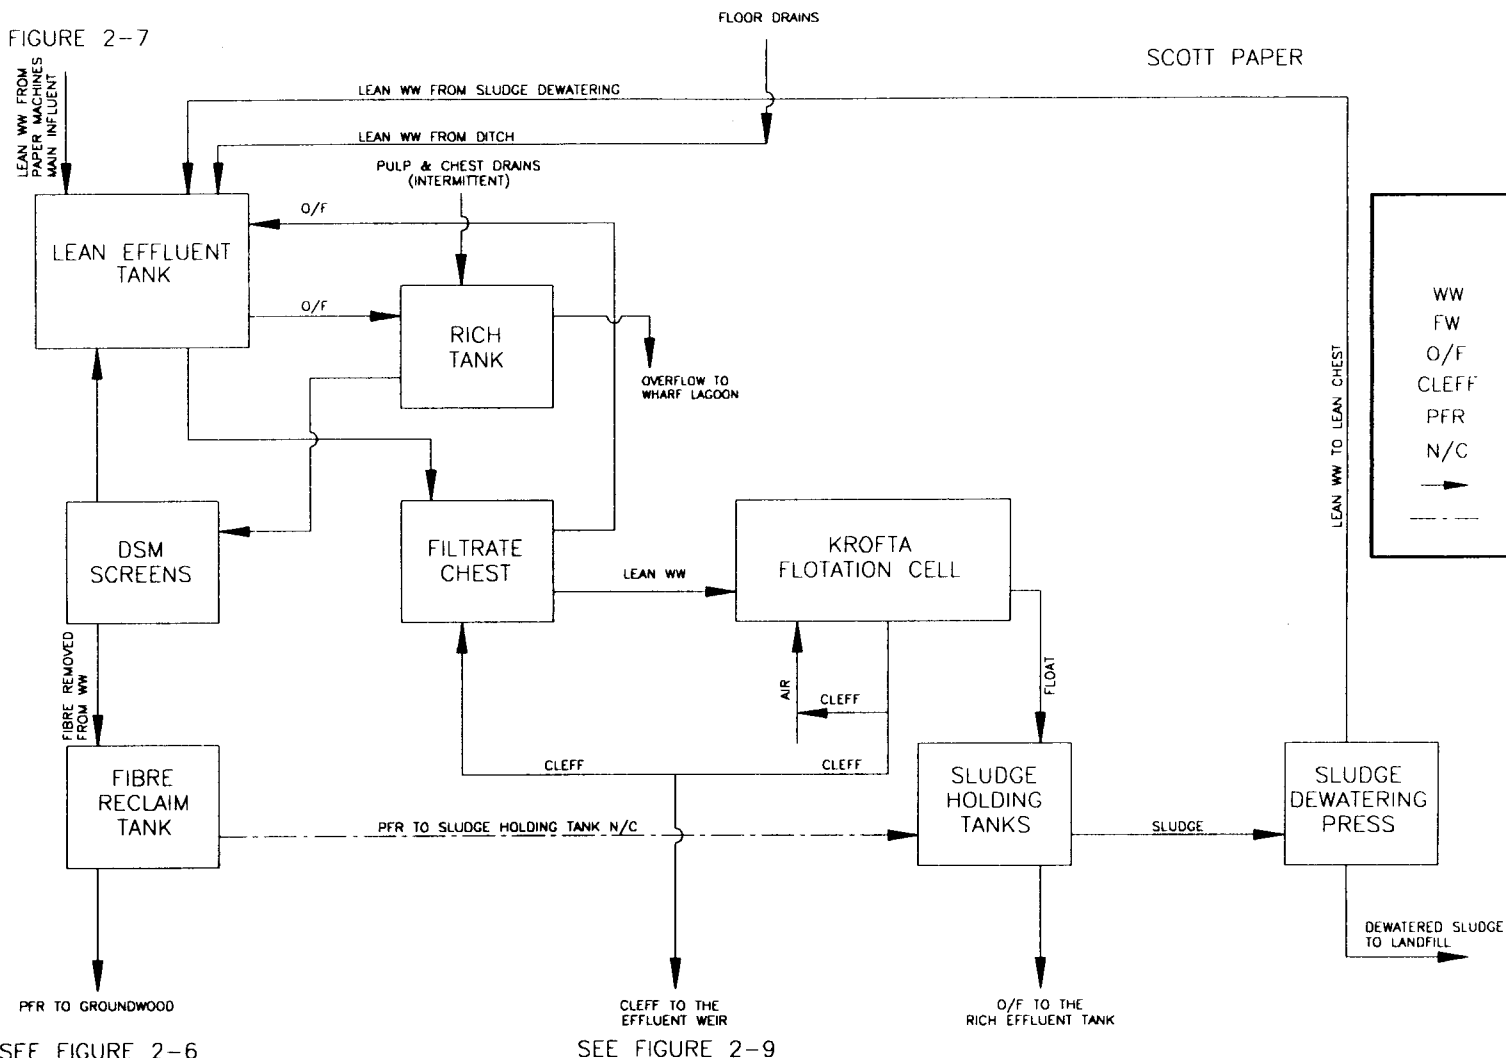 FLOOR DRAINS
FIGURE 2-7
SCOTT PAPER
LEAN WW FROM
PAPER MACHINES
MAIN INFLUENT
LEAN WW FROM SLUDGE DEWATERING
LEAN WW FROM DITCH
PULP & CHEST DRAINS
(INTERMITTENT)
O/F
LEAN EFFLUENT
TANK
O/F
RICH
TANK
OVERFLOW TO
WHARF LAGOON
WW
FW
O/F
CLEFF
PFR
N/C
LEAN WW TO LEAN CHEST
DSM
SCREENS
FILTRATE
CHEST
LEAN WW
KROFTA
FLOTATION CELL
FIBRE REMOVED
FROM WW
AIR
CLEFF
FLOAT
CLEFF
CLEFF
FIBRE
RECLAIM
TANK
PFR TO SLUDGE HOLDING TANK N/C
SLUDGE
HOLDING
TANKS
SLUDGE
SLUDGE
DEWATERING
PRESS
DEWATERED SLUDGE
TO LANDFILL
PFR TO GROUNDWOOD
CLEFF TO THE
EFFLUENT WEIR
O/F TO THE
RICH EFFLUENT TANK
SEE FIGURE 2-6
SEE FIGURE 2-9